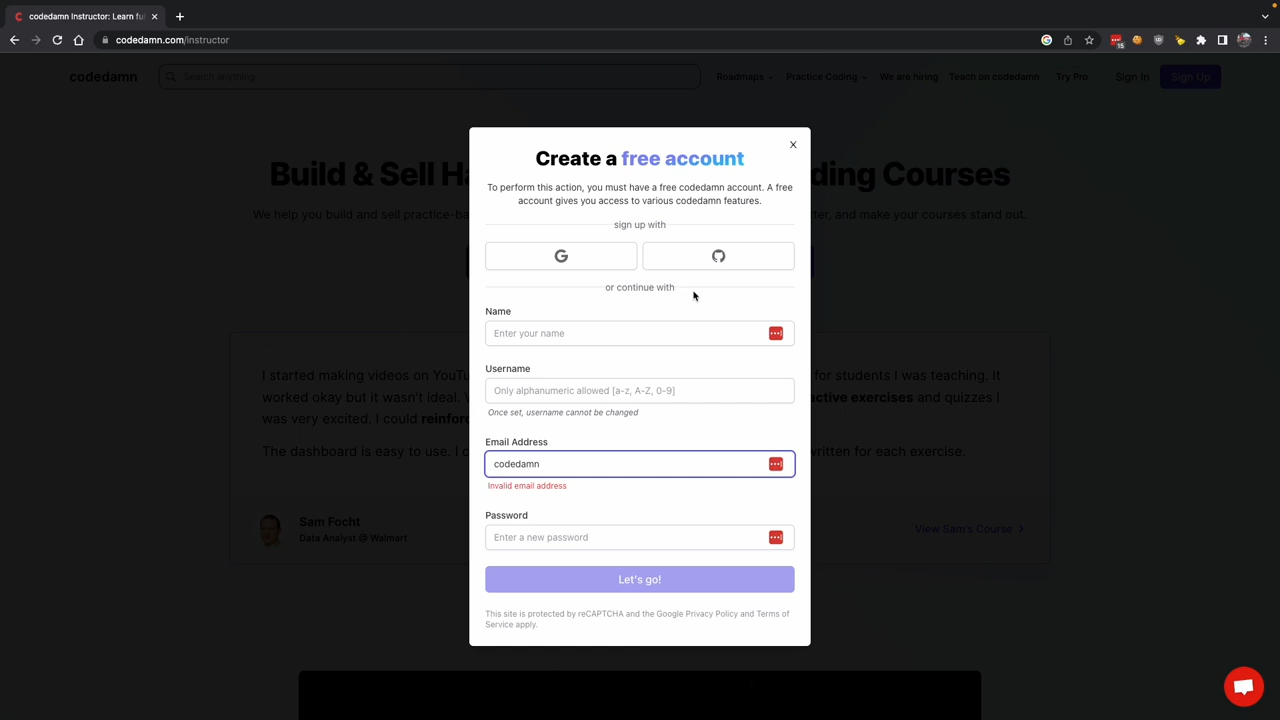 codedamn Instructor: Learn fu
codedamn.com/instructor
15
codedamn
Search anything
Roadmaps
Practice Coding
We are hiring
Teach on codedamn
Try Pro
Sign In
Sign Up
Build & Sell Ha
ding Courses
We help you build and sell practice-ba
ter, and make your courses stand out.
Create a free account
X
To perform this action, you must have a free codedamn account. A free
account gives you access to various codedamn features.
sign up with
G
or continue with
Name
Enter your name
Username
Only alphanumeric allowed [a-z, A-Z, 0-9]
Once set, username cannot be changed
Email Address
codedamn
Invalid email address
Password
Enter a new password
Let's go!
This site is protected by reCAPTCHA and the Google Privacy Policy and Terms of
Service apply.
I started making videos on YouTu
for students I was teaching. It
worked okay but it wasn't ideal. V
active exercises and quizzes I
was very excited. I could reinforc
The dashboard is easy to use. I c
written for each exercise.
Sam Focht
Data Analyst @ Walmart
View Sam's Course